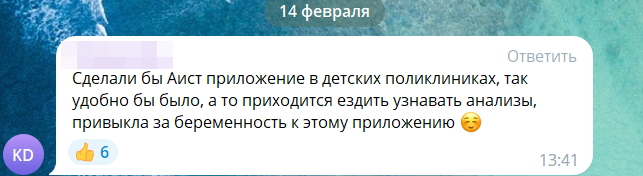 14 февраля
Ответить
Сделали бы Аист приложение в детских поликлиниках, так
удобно бы было, а то приходится ездить узнавать анализы,
привыкла за беременность к этому приложению ☺️
KD
👍 6
13:41